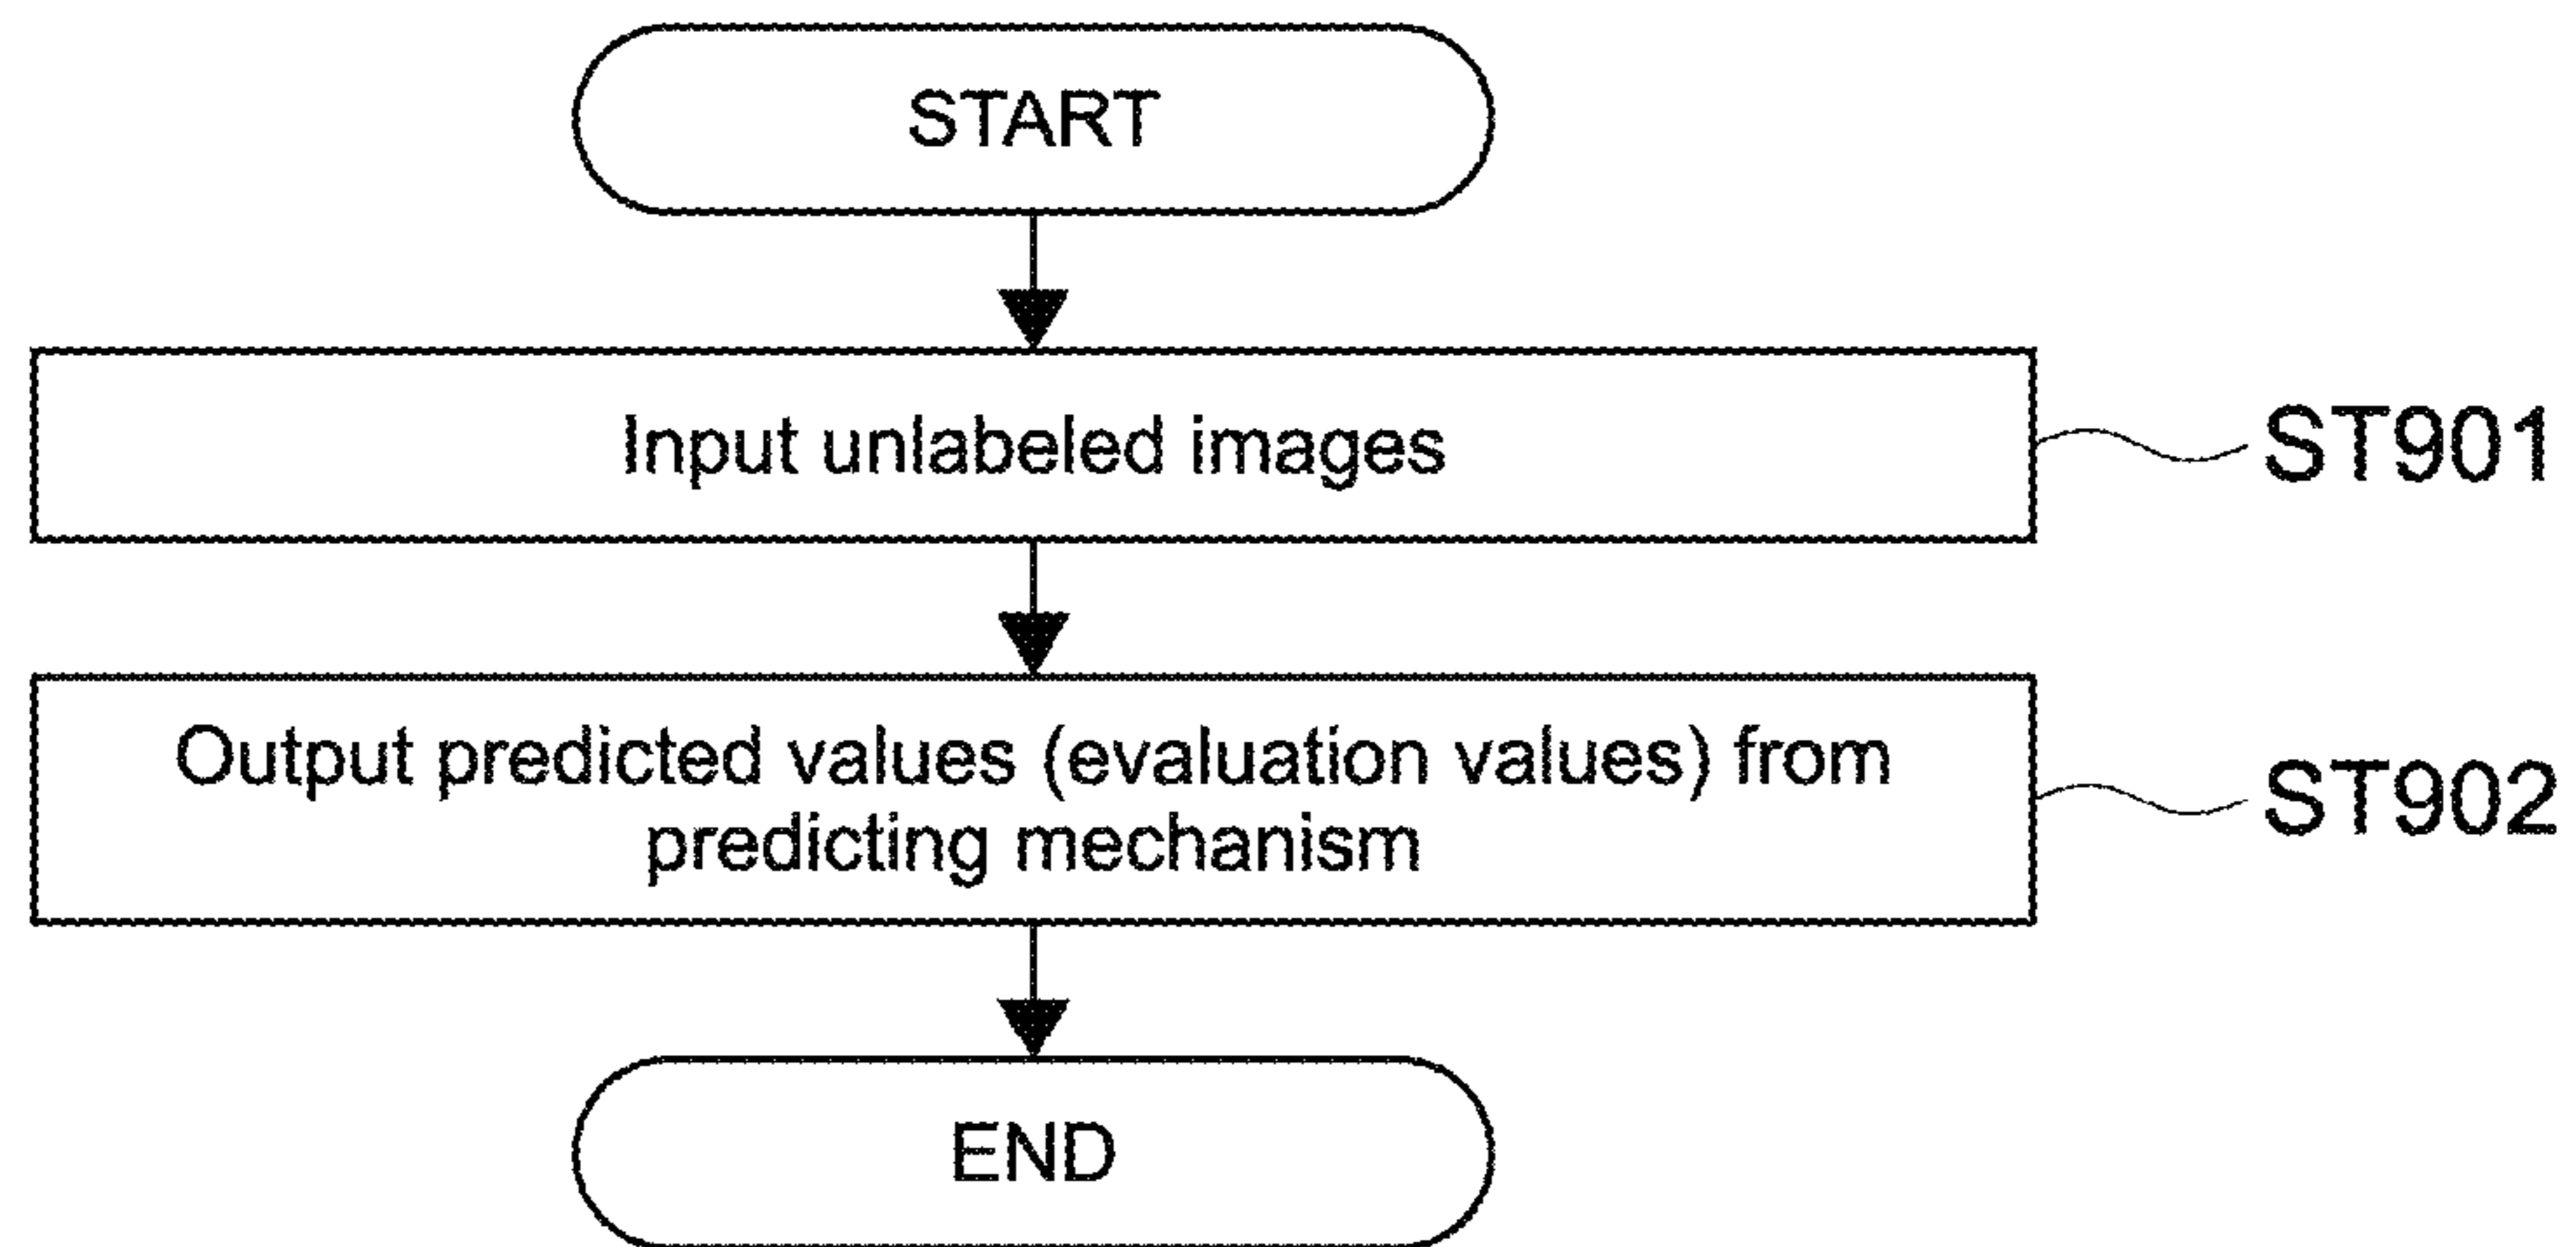 START
Input unlabeled images
ST901
Output predicted values (evaluation values) from
predicting mechanism
ST902
END